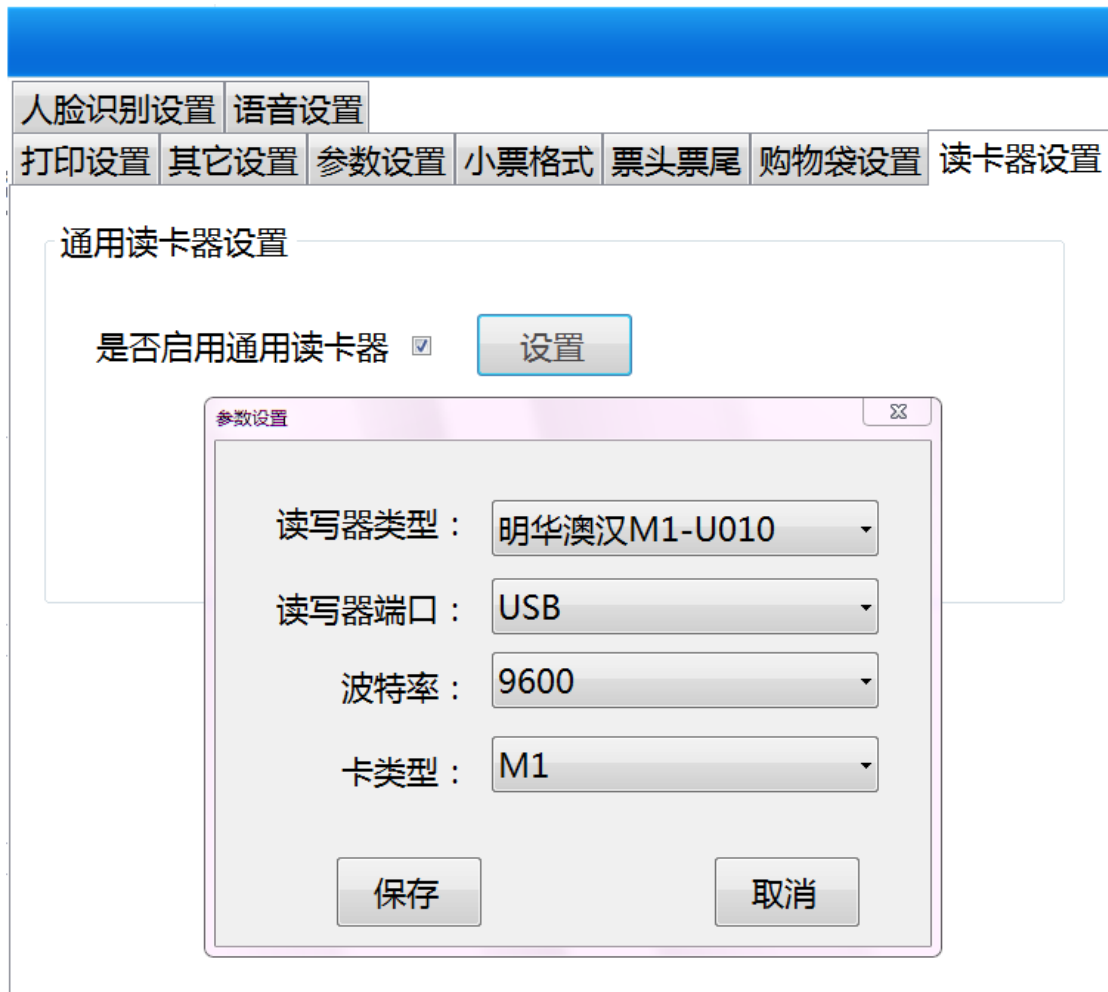 人脸识别设置 语音设置
打印设置 其它设置 参数设置 小票格式 票头票尾 购物袋设置 读卡器设置
通用读卡器设置
是否启用通用读卡器 设置
参数设置
读写器类型： 明华澳汉M1-U010
读写器端口： USB
波特率： 9600
卡类型： M1
保存 取消